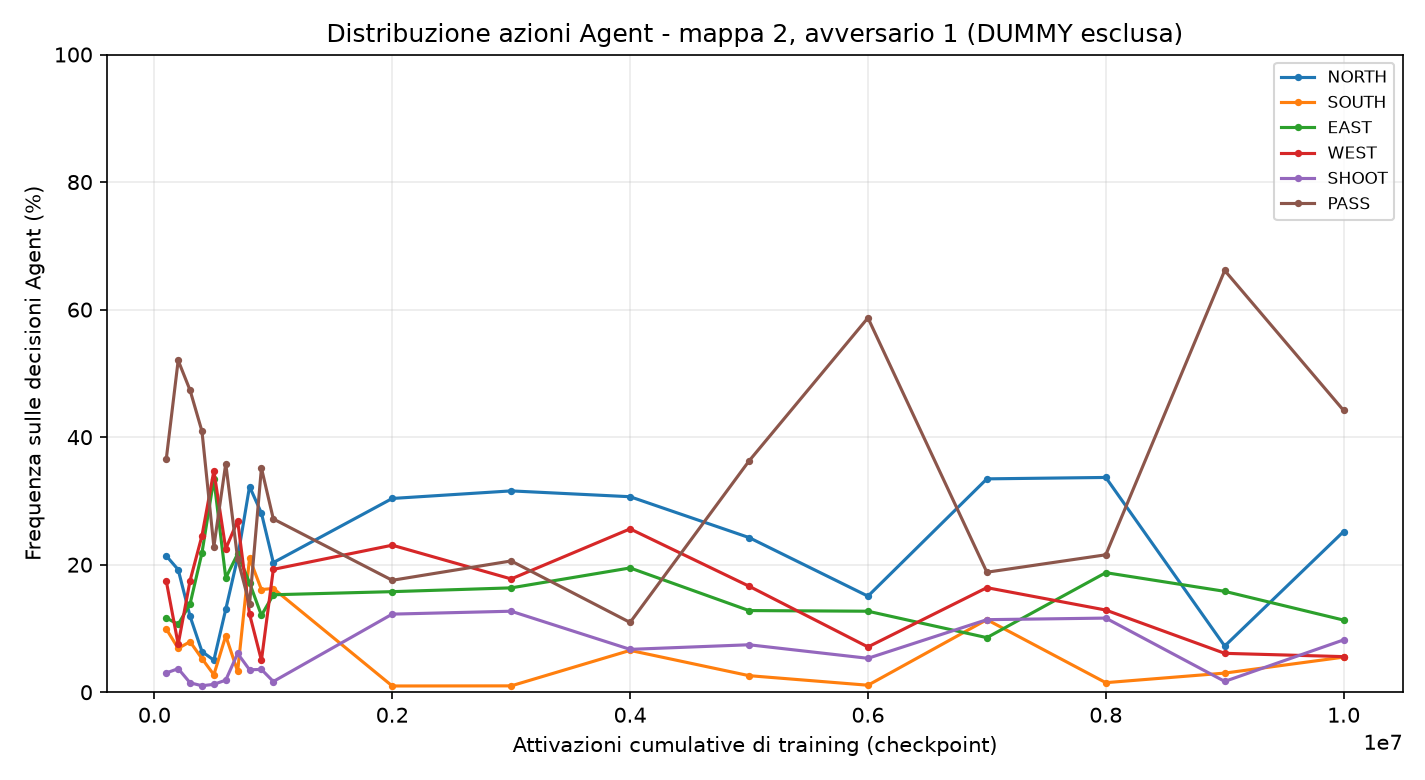 Distribuzione azioni Agent - mappa 2, avversario 1 (DUMMY esclusa)
100
80
60
40
20
0
Frequenza sulle decisioni Agent (%)
NORTH
SOUTH
EAST
WEST
SHOOT
PASS
0.0
0.2
0.4
0.6
0.8
1.0
1e7
Attivazioni cumulative di training (checkpoint)